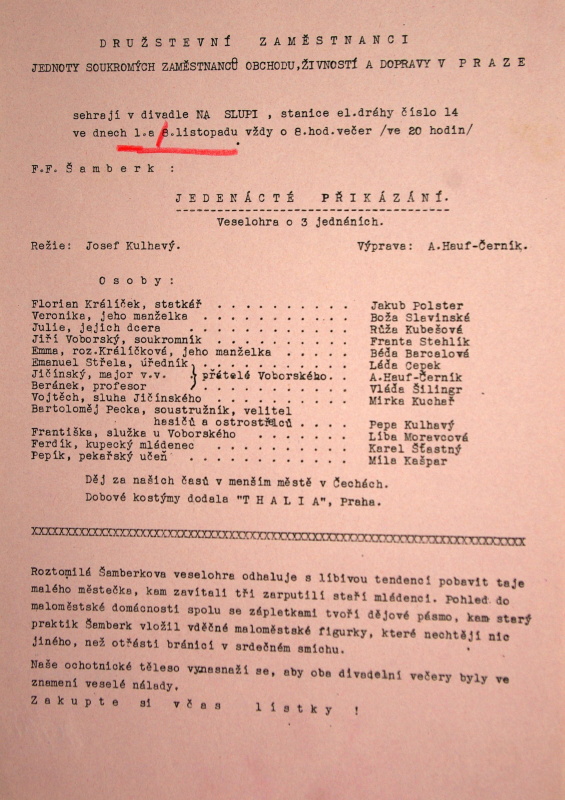 DRUŽSTEVNÍ ZAMĚSTNANCI
JEDNOTY SOUKROMÝCH ZAMĚSTNANCŮ OBCHODU,ŽIVNOSTÍ A DOPRAVY V PRAZE
sehrají v divadle NA SLUPI , stanice el.dráhy číslo 14
ve dnech 1.a 8.listopadu vždy o 8.hod.večer /ve 20 hodin/
F.F. Šamberk :
JEDENÁCTÉ PŘIKÁZÁNÍ.
Veselohra o 3 jednáních.
Režie: Josef Kulhavý. Výprava: A.Hauf-Černík.
Osoby:
Florian Králíček, statkář . . . . . . . . . . Jakub Polster
Veronika, jeho manželka . . . . . . . . . . Boža Slavinská
Julie, jejich dcera . . . . . . . . . . Růža Kubešová
Jiří Voborský, soukromník . . . . . . . . . . Franta Stehlík
Emma, roz.Králíčková, jeho manželka . . . . . Béda Barcalová
Emanuel Střela, úředník Láda Čepek
Jičínský, major v.v. } přátelé Voborského . . A.Hauf-Černík
Beránek, profesor Vláďa Šilingr
Vojtěch, sluha Jičínského . . . . . . . . . . Mirka Kuchař
Bartoloměj Pecka, soustružník, velitel
hasičů a ostrostřelců . . . . . Pepa Kulhavý
Františka, služka u Voborského . . . . . . . Líba Moravcová
Ferdik, kupecký mládenec . . . . . . . . . . Karel Šťastný
Pepík, pekařský učeň . . . . . . . . . . Míla Kašpar
Děj za našich časů v menším městě v Čechách.
Dobové kostýmy dodala "THALIA", Praha.
XXXXXXXXXXXXXXXXXXXXXXXXXXXXXXXXXXXXXXXXXXXXXXXXXXXXXXXXXXXXXXXXXXXXXXXX
Roztomilá Šamberkova veselohra odhaluje s líbivou tendencí pobavit taje
malého městečka, kam zavítali tři zarputilí staří mládenci. Pohled do
maloměstské domácnosti spolu se zápletkami tvoří dějové pásmo, kam starý
praktik Šamberk vložil vděčné maloměstské figurky, které nechtějí nic
jiného, než otřásti bránicí v srdečném smíchu.
Naše ochotnické těleso vynasnaží se, aby oba divadelní večery byly ve
znamení veselé nálady.
Zakupte si včas lístky !